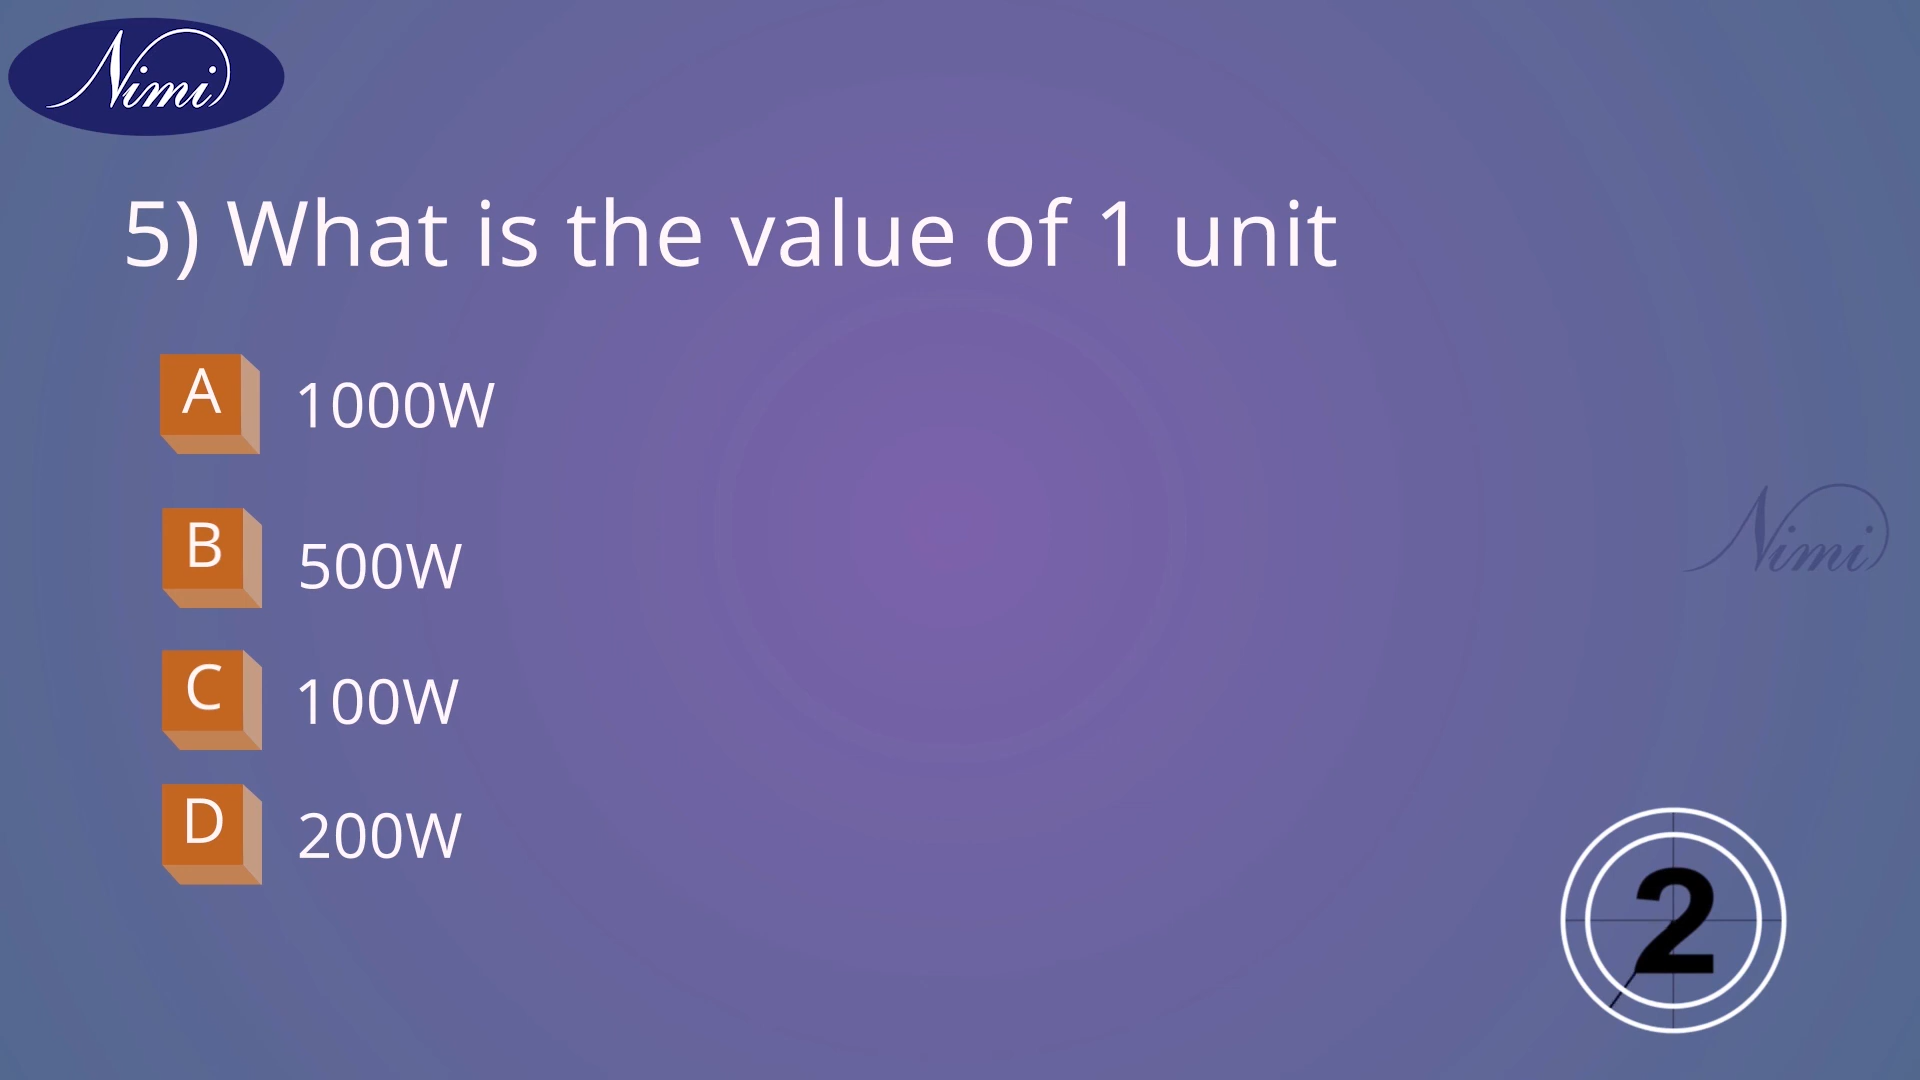 Nimi
5) What is the value of 1 unit
A 1000W
B 500W
Nimi
C 100W
D 200W
2